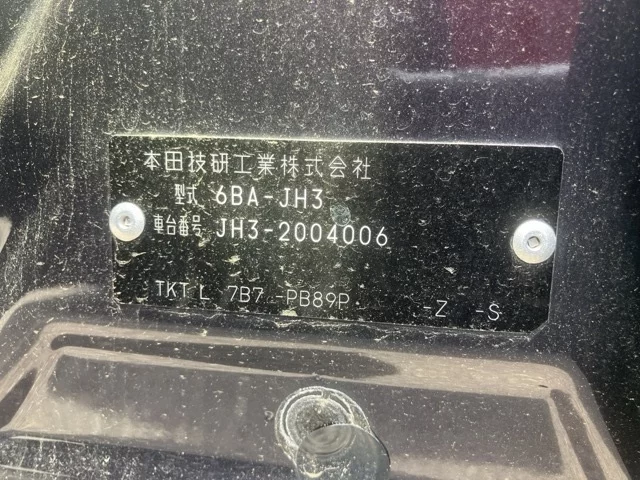 本田技研工業株式会社
型式 6BA-JH3
車台番号 JH3-2004006
TKT L 7B7 -PB89P -Z -S